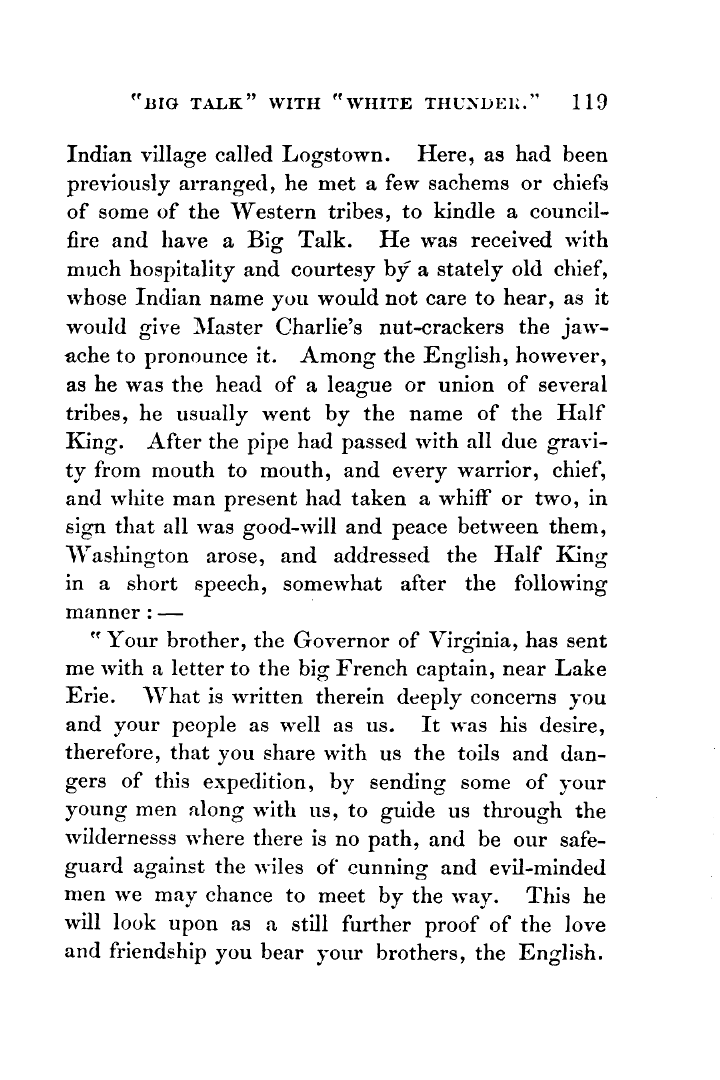 "BIG TALK" WITH "WHITE THUNDER." 119
Indian village called Logstown. Here, as had been
previously arranged, he met a few sachems or chiefs
of some of the Western tribes, to kindle a council-
fire and have a Big Talk. He was received with
much hospitality and courtesy by a stately old chief,
whose Indian name you would not care to hear, as it
would give Master Charlie's nut-crackers the jaw-
ache to pronounce it. Among the English, however,
as he was the head of a league or union of several
tribes, he usually went by the name of the Half
King. After the pipe had passed with all due gravi-
ty from mouth to mouth, and every warrior, chief,
and white man present had taken a whiff or two, in
sign that all was good-will and peace between them,
Washington arose, and addressed the Half King
in a short speech, somewhat after the following
manner : —
"Your brother, the Governor of Virginia, has sent
me with a letter to the big French captain, near Lake
Erie. What is written therein deeply concerns you
and your people as well as us. It was his desire,
therefore, that you share with us the toils and dan-
gers of this expedition, by sending some of your
young men along with us, to guide us through the
wildernesss where there is no path, and be our safe-
guard against the wiles of cunning and evil-minded
men we may chance to meet by the way. This he
will look upon as a still further proof of the love
and friendship you bear your brothers, the English.